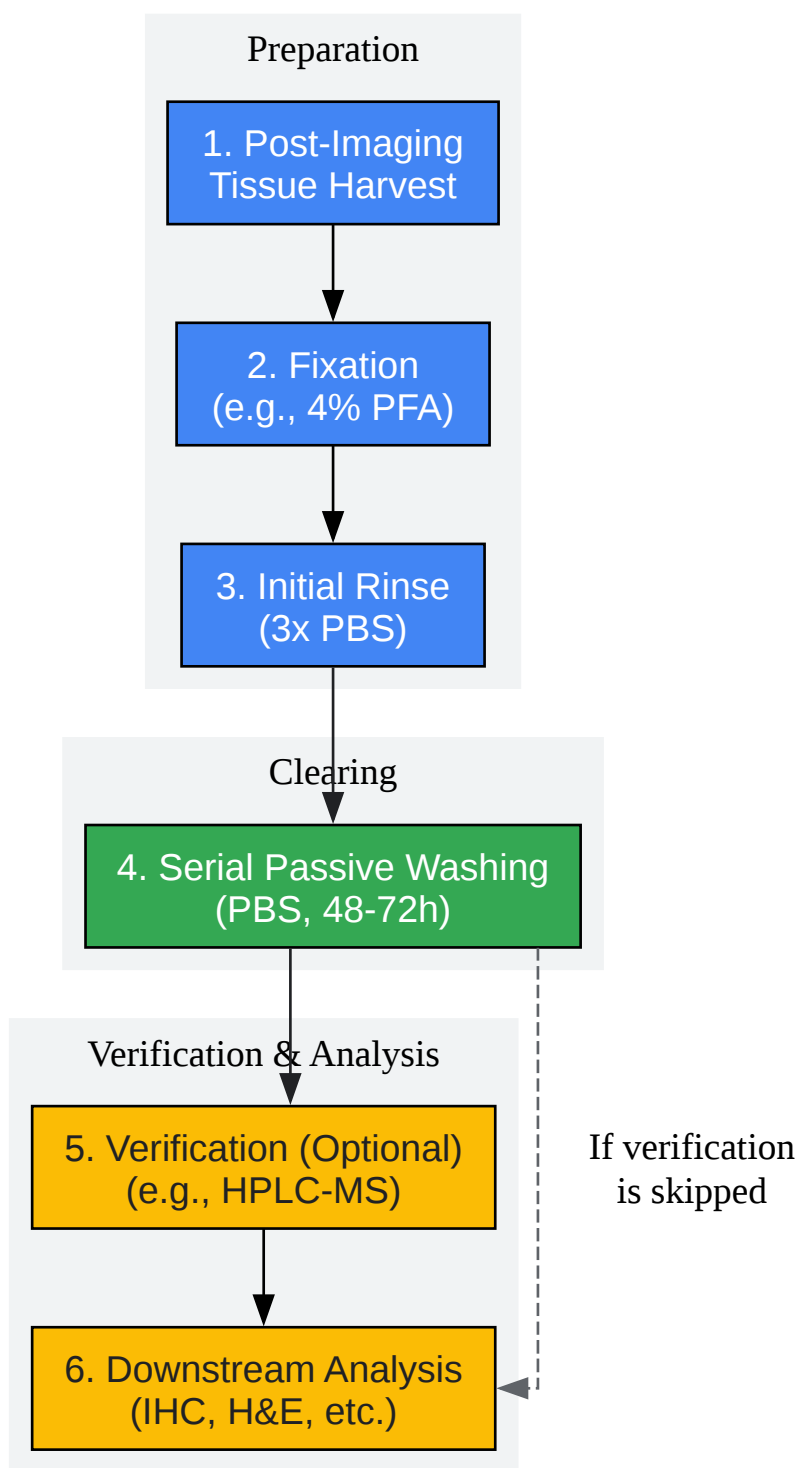 Preparation
1. Post-Imaging
Tissue Harvest
2. Fixation
(e.g., 4% PFA)
3. Initial Rinse
(3x PBS)
Clearing
4. Serial Passive Washing
(PBS, 48-72h)
Verification & Analysis
5. Verification (Optional)
(e.g., HPLC-MS)
If verification
is skipped
6. Downstream Analysis
(IHC, H&E, etc.)